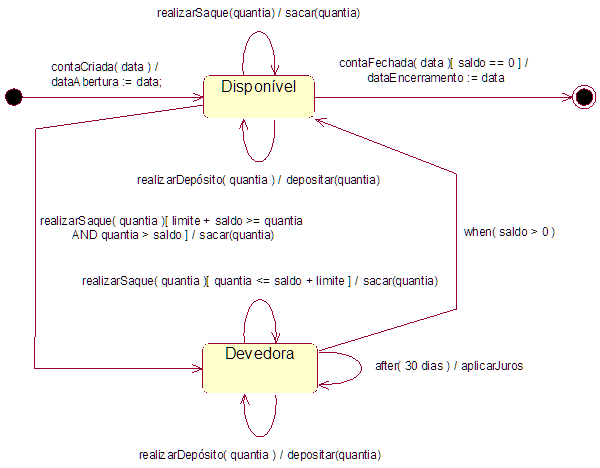 realizarSaque(quantia) / sacar(quantia)
contaCriada( data ) /
dataAbertura := data;
contaFechada( data )[ saldo == 0 ] /
dataEncerramento := data
Disponível
realizarDepósito( quantia ) / depositar(quantia)
realizarSaque( quantia )[ limite + saldo >= quantia
AND quantia > saldo ] / sacar(quantia)
when( saldo > 0 )
realizarSaque( quantia )[ quantia <= saldo + limite ] / sacar(quantia)
Devedora
after( 30 dias ) / aplicarJuros
realizarDepósito( quantia ) / depositar(quantia)